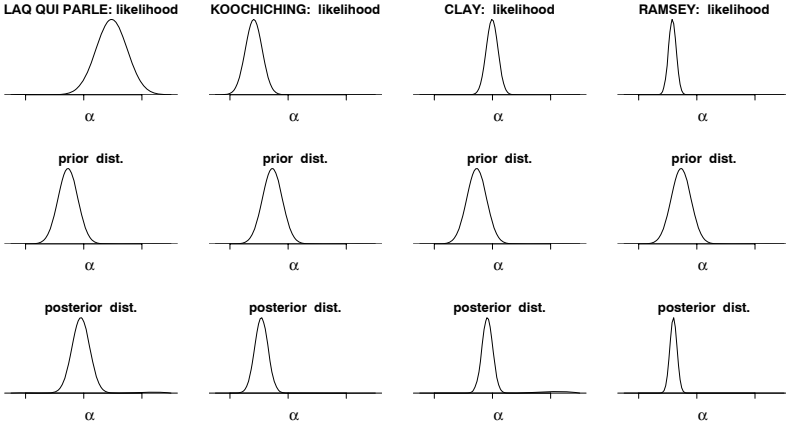 LAQ QUI PARLE: likelihood KOOCHICHING: likelihood CLAY: likelihood RAMSEY: likelihood
α α α α
prior dist. prior dist. prior dist. prior dist.
α α α α
posterior dist. posterior dist. posterior dist. posterior dist.
α α α α